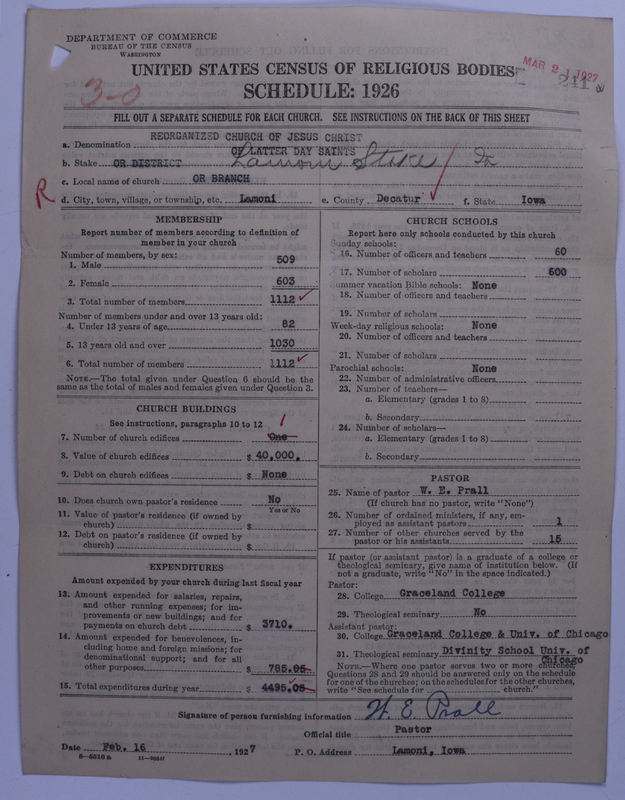 DEPARTMENT OF COMMERCE
BUREAU OF THE CENSUS
WASHINGTON
MAR 21 1927
UNITED STATES CENSUS OF RELIGIOUS BODIES
3-0
SCHEDULE: 1926
FILL OUT A SEPARATE SCHEDULE FOR EACH CHURCH. SEE INSTRUCTIONS ON THE BACK OF THIS SHEET
REORGANIZED CHURCH OF JESUS CHRIST
a. Denomination OF LATTER DAY SAINTS
b. Stake OR DISTRICT Lamoni Stake Ia
c. Local name of church OR BRANCH
R
d. City, town, village, or township, etc. Lamoni e. County Decatur f. State Iowa
MEMBERSHIP
Report number of members according to definition of member in your church
Number of members, by sex:
1. Male 509
2. Female 603
3. Total number of members 1112
Number of members under and over 13 years old:
4. Under 13 years of age 82
5. 13 years old and over 1030
6. Total number of members 1112
NOTE.—The total given under Question 6 should be the
same as the total of males and females given under Question 3.
CHURCH BUILDINGS
See instructions, paragraphs 10 to 12
7. Number of church edifices One 1
8. Value of church edifices $ 40,000.
9. Debt on church edifices $ None
10. Does church own pastor's residence No
Yes or No
11. Value of pastor's residence (if owned by
church) $
12. Debt on pastor's residence (if owned by
church) $
EXPENDITURES
Amount expended by your church during last fiscal year
13. Amount expended for salaries, repairs,
and other running expenses; for im-
provements or new buildings; and for
payments on church debt $ 3710.
14. Amount expended for benevolences, in-
cluding home and foreign missions; for
denominational support; and for all
other purposes $ 785.05
15. Total expenditures during year $ 4495.05
CHURCH SCHOOLS
Report here only schools conducted by this church
Sunday schools:
16. Number of officers and teachers 60
17. Number of scholars 600
Summer vacation Bible schools: None
18. Number of officers and teachers
19. Number of scholars
Week-day religious schools: None
20. Number of officers and teachers
21. Number of scholars
Parochial schools: None
22. Number of administrative officers
23. Number of teachers—
a. Elementary (grades 1 to 8)
b. Secondary
24. Number of scholars—
a. Elementary (grades 1 to 8)
b. Secondary
PASTOR
25. Name of pastor W. E. Prall
(If church has no pastor, write "None")
26. Number of ordained ministers, if any, em-
ployed as assistant pastors 1
27. Number of other churches served by the
pastor or his assistants 15
If pastor (or assistant pastor) is a graduate of a college or
theological seminary, give name of institution below. (If
not a graduate, write "No" in the space indicated.)
Pastor:
28. College Graceland College
29. Theological seminary No
Assistant pastor:
30. College Graceland College & Univ. of Chicago
31. Theological seminary Divinity School Univ. of
Chicago
NOTE.—Where one pastor serves two or more churches,
Questions 28 and 29 should be answered only on the schedule
for one of the churches; on the schedules for the other churches,
write "See schedule for church."
Signature of person furnishing information W. E. Prall
Official title Pastor
Date Feb. 16, 1927 P. O. Address Lamoni, Iowa